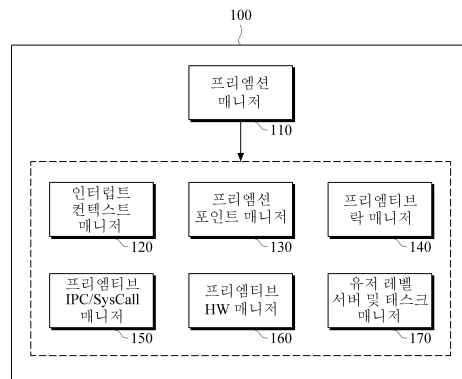 100
프리엠션
매니저
110
인터럽트
컨텍스트
매니저
120
프리엠션
포인트 매니저
130
프리엠티브
락 매니저
140
프리엠티브
IPC/SysCall
매니저
150
프리엠티브
HW 매니저
160
유저 레벨
서버 및 태스크
매니저
170